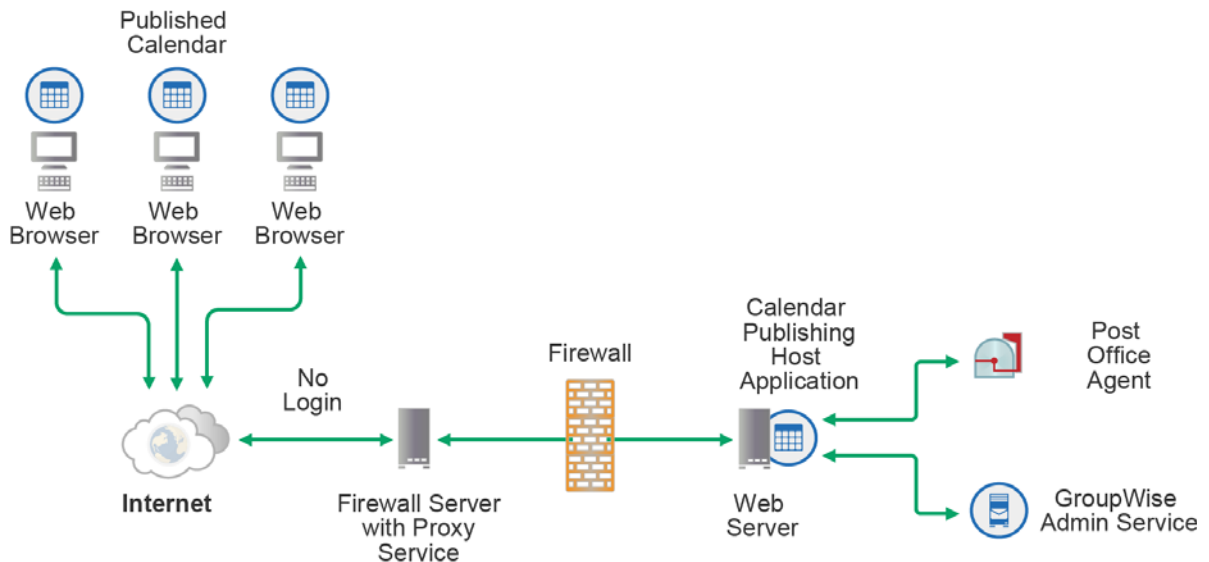 Published
Calendar
Web
Browser
Web
Browser
Web
Browser
No
Login
Firewall
Calendar
Publishing
Host
Application
Post
Office
Agent
Internet
Firewall Server
with Proxy
Service
Web
Server
GroupWise
Admin Service